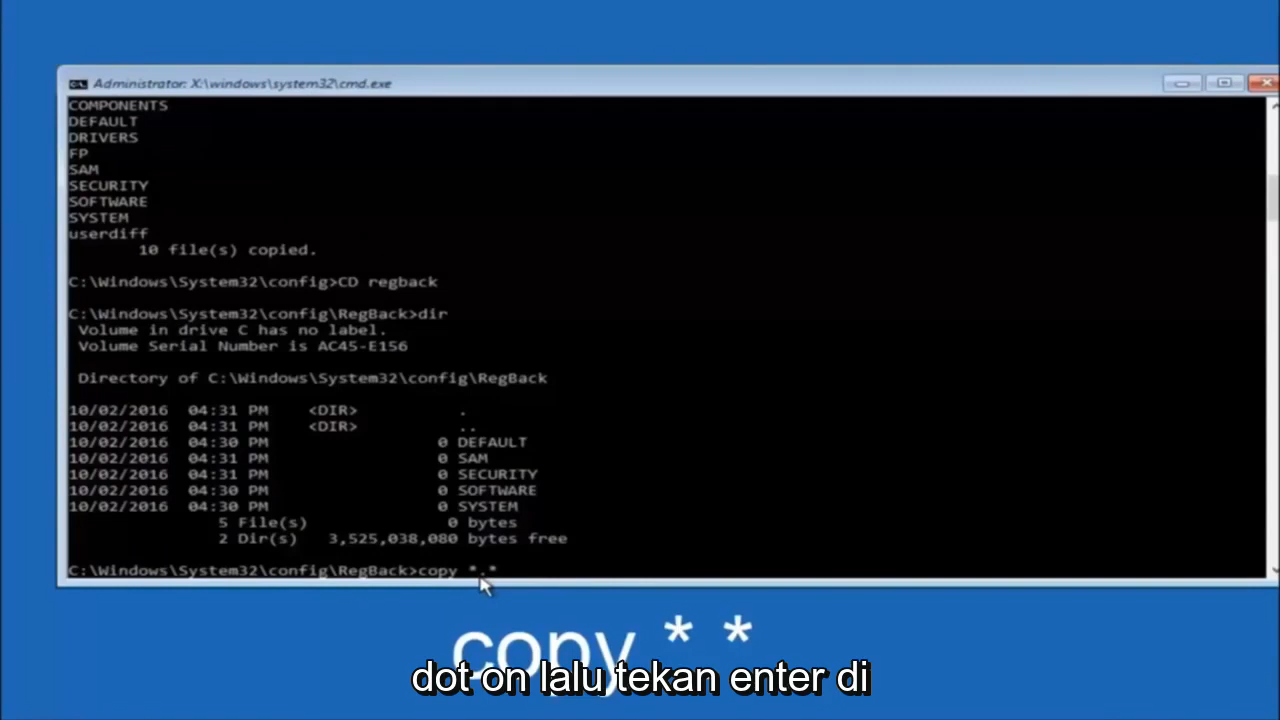 Administrator: X:\windows\system32\cmd.exe
COMPONENTS
DEFAULT
DRIVERS
FP
SAM
SECURITY
SOFTWARE
SYSTEM
userdiff
10 file(s) copied.
C:\Windows\System32\config>CD regback
C:\Windows\System32\config\RegBack>dir
Volume in drive C has no label.
Volume Serial Number is AC45-E156
Directory of C:\Windows\System32\config\RegBack
10/02/2016 04:31 PM <DIR> .
10/02/2016 04:31 PM <DIR> ..
10/02/2016 04:30 PM 0 DEFAULT
10/02/2016 04:31 PM 0 SAM
10/02/2016 04:31 PM 0 SECURITY
10/02/2016 04:30 PM 0 SOFTWARE
10/02/2016 04:30 PM 0 SYSTEM
5 File(s) 0 bytes
2 Dir(s) 3,525,038,080 bytes free
C:\Windows\System32\config\RegBack>copy *.*
copy * *
dot on lalu tekan enter di